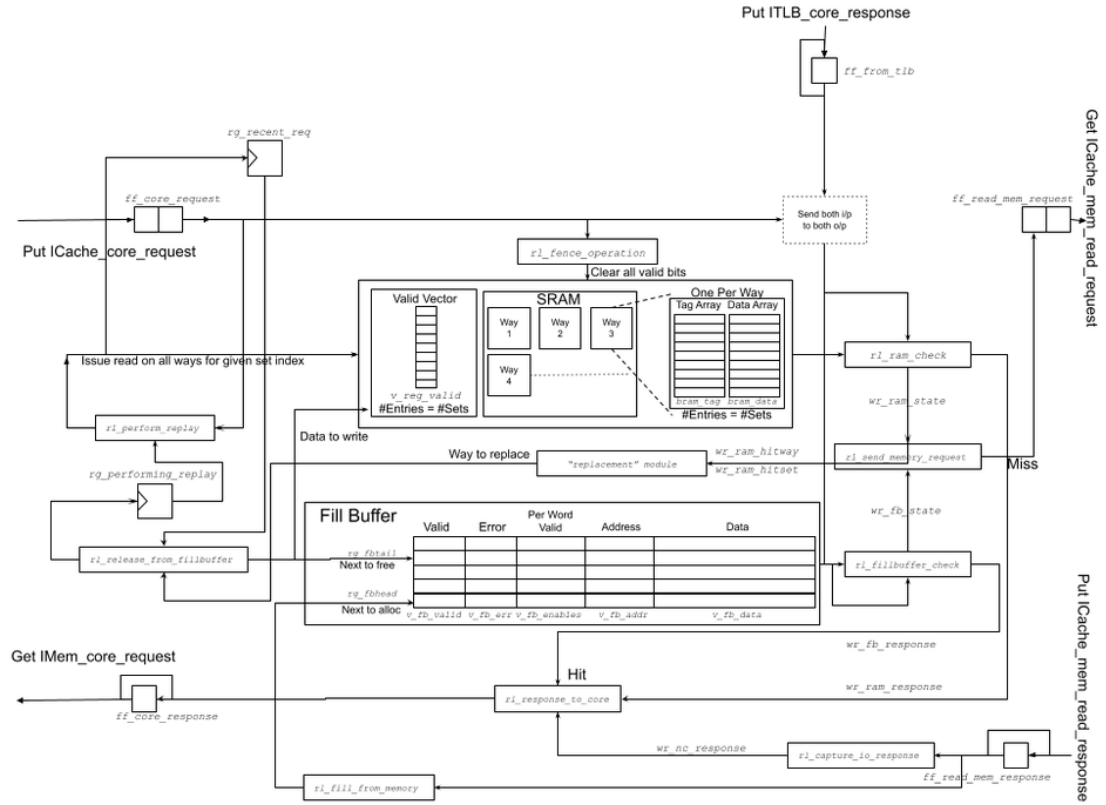 Put ITLB_core_response
ff_from_tlb
rg_recent_req
Get ICache_mem_read_request
ff_core_request
ff_read_mem_request
Send both i/p
to both o/p
Put ICache_core_request
rl_fence_operation
Clear all valid bits
Valid Vector
SRAM
One Per Way
Tag Array
Data Array
Way
1
Way
2
Way
3
Way
4
Issue read on all ways for given set index
rl_ram_check
v_reg_valid
#Entries = #Sets
bram_tag
bram_data
#Entries = #Sets
wr_ram_state
rl_perform_replay
Data to write
Way to replace
"replacement" module
wr_ram_hitway
wr_ram_hitset
rl_send_memory_request
Miss
rg_performing_replay
Fill Buffer
Valid
Error
Per Word
Valid
Address
Data
wr_fb_state
rl_release_from_fillbuffer
rg_fbtail
Next to free
rl_fillbuffer_check
rg_fbhead
Next to alloc
v_fb_valid
v_fb_err
v_fb_enables
v_fb_addr
v_fb_data
Put ICache_mem_read_response
wr_fb_response
Get IMem_core_request
Hit
wr_ram_response
rl_response_to_core
ff_core_response
wr_nc_response
rl_capture_io_response
ff_read_mem_response
rl_fill_from_memory